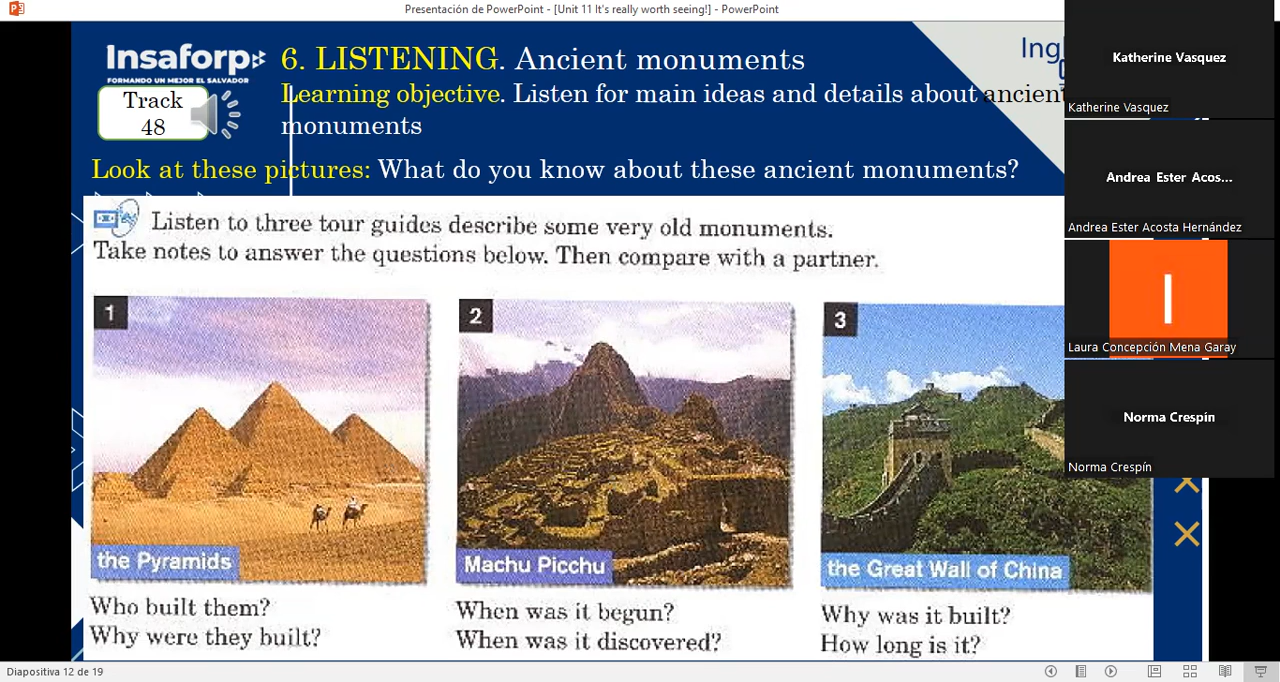 Presentación de PowerPoint - [Unit 11 It's really worth seeing!] - PowerPoint
Insaforp
FORMANDO UN MEJOR EL SALVADOR
Track
48
6. LISTENING. Ancient monuments
Learning objective. Listen for main ideas and details about ancient
monuments
Look at these pictures: What do you know about these ancient monuments?
Listen to three tour guides describe some very old monuments.
Take notes to answer the questions below. Then compare with a partner.
1
the Pyramids
Who built them?
Why were they built?
2
Machu Picchu
When was it begun?
When was it discovered?
3
the Great Wall of China
Why was it built?
How long is it?
Katherine Vasquez
Katherine Vasquez
Andrea Ester Acos...
Andrea Ester Acosta Hernández
Laura Concepción Mena Garay
Norma Crespín
Norma Crespín
Diapositiva 12 de 19